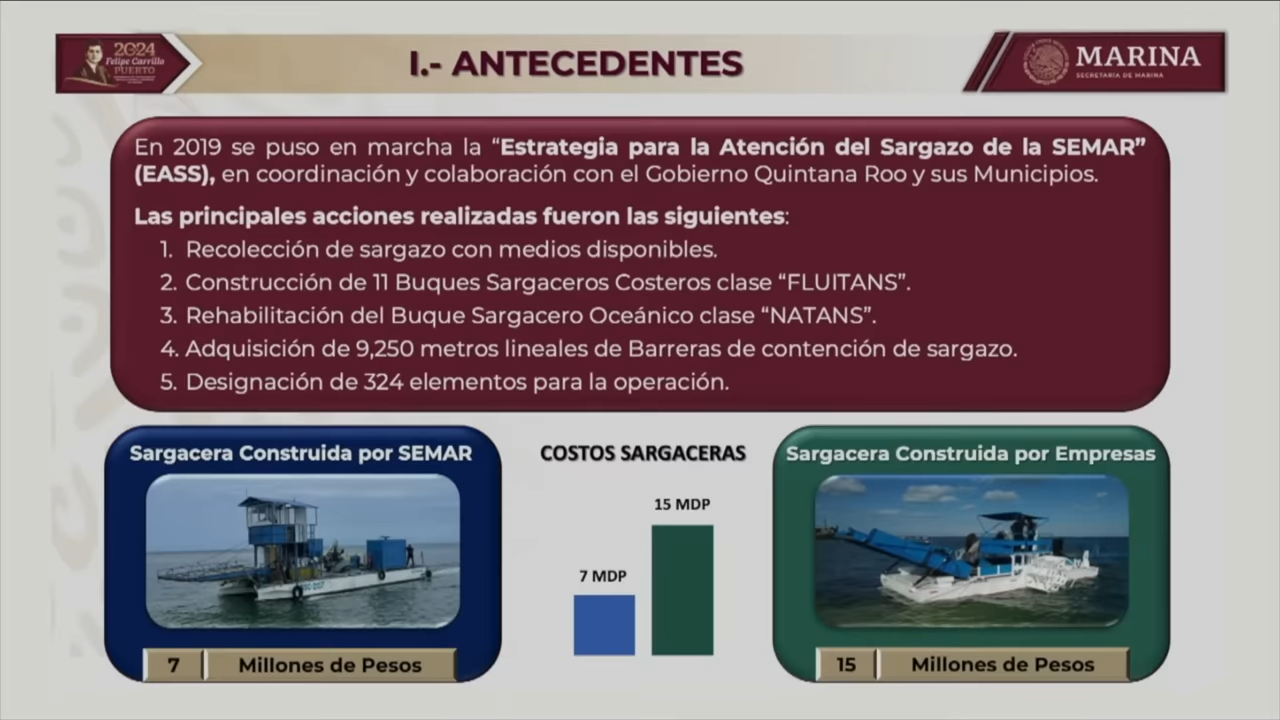 2024
Felipe Carrillo
PUERTO
I.- ANTECEDENTES
MARINA
SECRETARÍA DE MARINA
En 2019 se puso en marcha la “Estrategia para la Atención del Sargazo de la SEMAR”
(EASS), en coordinación y colaboración con el Gobierno Quintana Roo y sus Municipios.
Las principales acciones realizadas fueron las siguientes:
1. Recolección de sargazo con medios disponibles.
2. Construcción de 11 Buques Sargaceros Costeros clase “FLUITANS”.
3. Rehabilitación del Buque Sargacero Oceánico clase “NATANS”.
4. Adquisición de 9,250 metros lineales de Barreras de contención de sargazo.
5. Designación de 324 elementos para la operación.
Sargacera Construida por SEMAR
7 Millones de Pesos
COSTOS SARGACERAS
15 MDP
7 MDP
Sargacera Construida por Empresas
15 Millones de Pesos